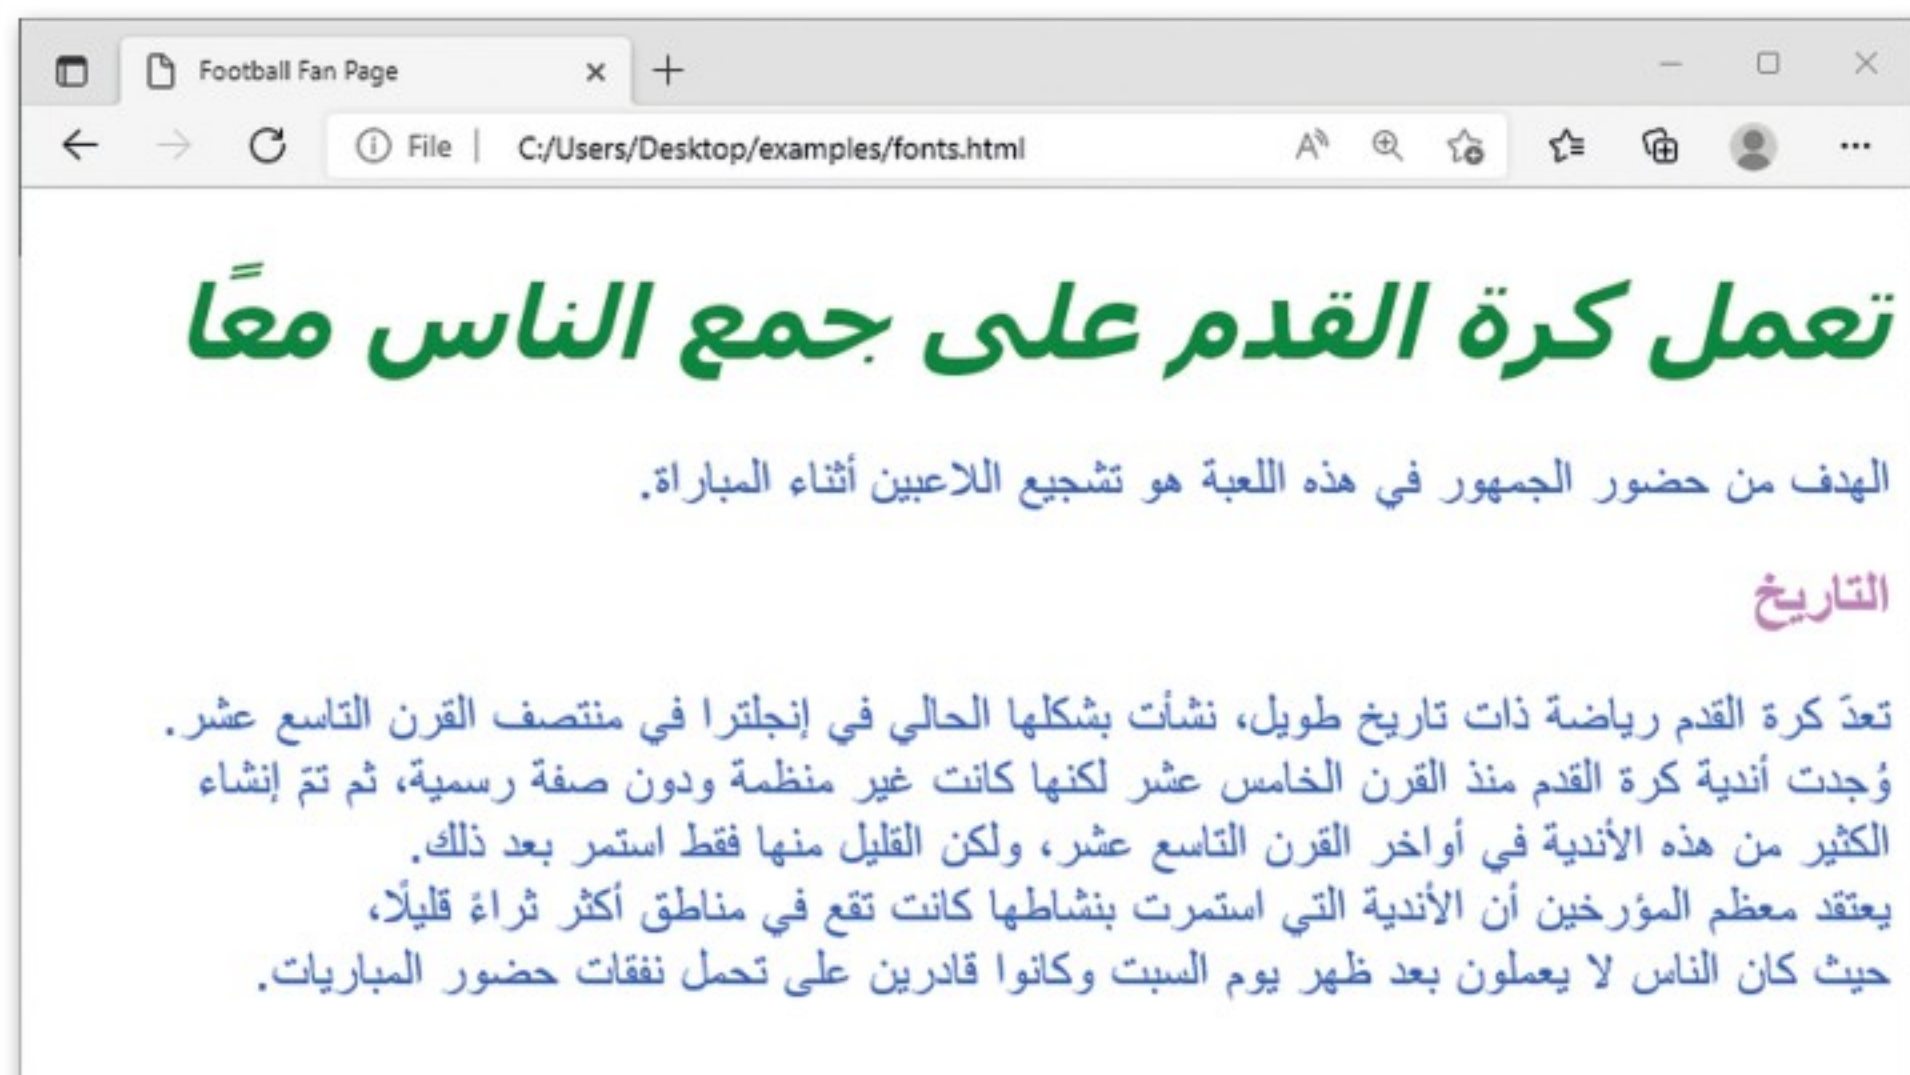 Football Fan Page
File | C:/Users/Desktop/examples/fonts.html
تعمل كرة القدم على جمع الناس معًا
الهدف من حضور الجمهور في هذه اللعبة هو تشجيع اللاعبين أثناء المباراة.
التاريخ
تعدّ كرة القدم رياضة ذات تاريخ طويل، نشأت بشكلها الحالي في إنجلترا في منتصف القرن التاسع عشر.
وُجدت أندية كرة القدم منذ القرن الخامس عشر لكنها كانت غير منظمة ودون صفة رسمية، ثم تمّ إنشاء
الكثير من هذه الأندية في أواخر القرن التاسع عشر، ولكن القليل منها فقط استمر بعد ذلك.
يعتقد معظم المؤرخين أن الأندية التي استمرت بنشاطها كانت تقع في مناطق أكثر ثراءً قليلًا،
حيث كان الناس لا يعملون بعد ظهر يوم السبت وكانوا قادرين على تحمل نفقات حضور المباريات.